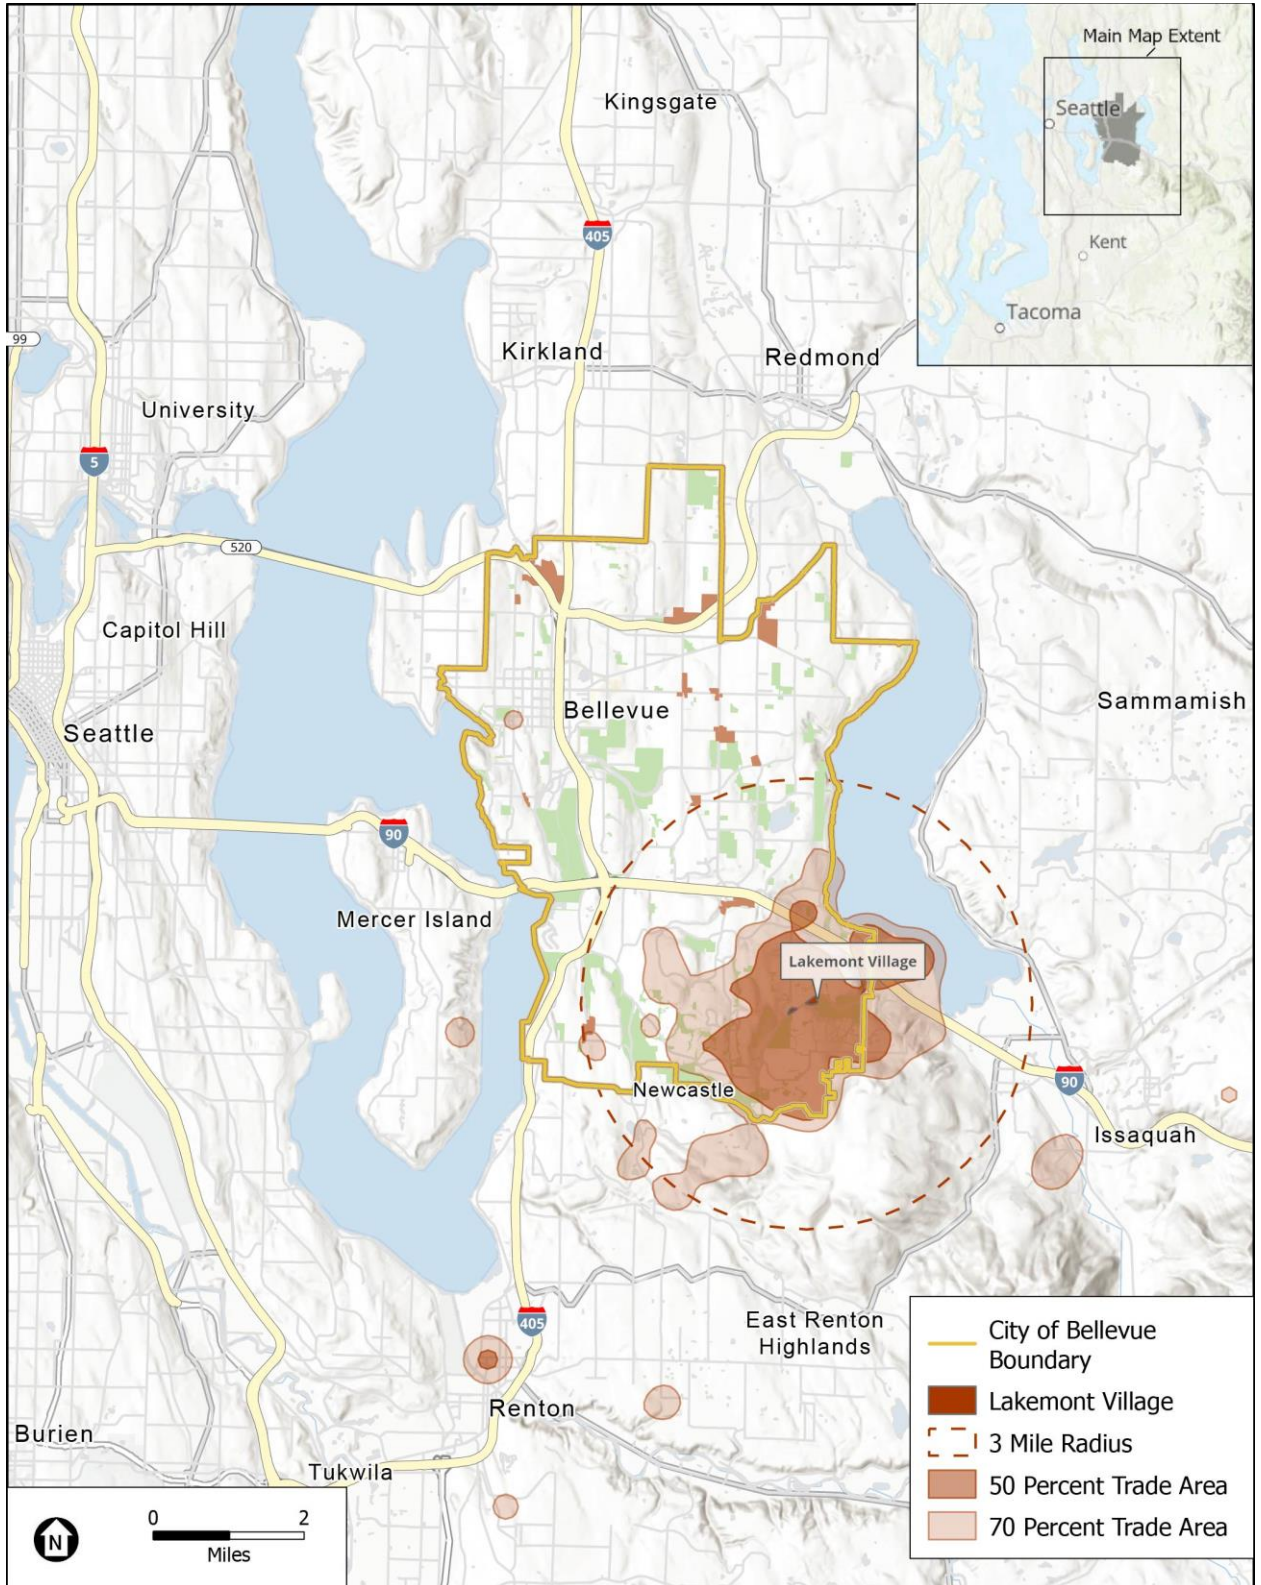 Main Map Extent
Seattle
Kent
Tacoma
Kingsgate
405
99
Kirkland
Redmond
University
5
520
Capitol Hill
Seattle
Bellevue
Sammamish
90
Mercer Island
Lakemont Village
Newcastle
90
Issaquah
405
East Renton
Highlands
Renton
Burien
Tukwila
City of Bellevue
Boundary
Lakemont Village
3 Mile Radius
50 Percent Trade Area
70 Percent Trade Area
N
0 2
Miles